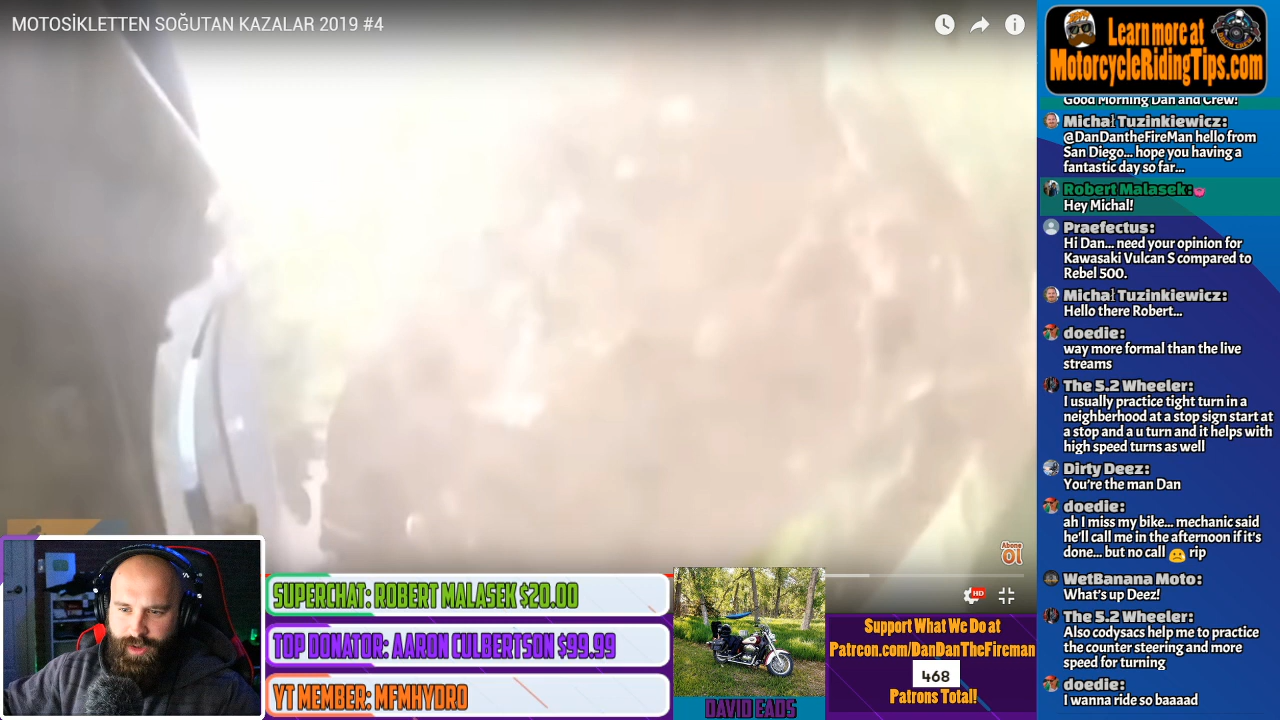 MOTOSİKLETTEN SOĞUTAN KAZALAR 2019 #4
Learn more at
MotorcycleRidingTips.com
Good Morning Dan and Crew!
Michał Tuzinkiewicz:
@DanDantheFireMan hello from
San Diego... hope you having a
fantastic day so far...
Robert Malasek:
Hey Michal!
Praefectus:
Hi Dan... need your opinion for
Kawasaki Vulcan S compared to
Rebel 500.
Michał Tuzinkiewicz:
Hello there Robert...
doedie:
way more formal than the live
streams
The 5.2 Wheeler:
I usually practice tight turn in a
neighborhood at a stop sign start at
a stop and a u turn and it helps with
high speed turns as well
Dirty Deez:
You're the man Dan
doedie:
ah I miss my bike... mechanic said
he'll call me in the afternoon if it's
done... but no call ☹️ rip
WetBanana Moto:
What's up Deez!
The 5.2 Wheeler:
Also codysacs help me to practice
the counter steering and more
speed for turning
doedie:
I wanna ride so baaaad
Abone
Ol
HD
SUPERCHAT: ROBERT MALASEK $20.00
TOP DONATOR: AARON CULBERTSON $99.99
YT MEMBER: MFMHYDRO
DAVID EADS
Support What We Do at
Patreon.com/DanDanTheFireman
468
Patrons Total!